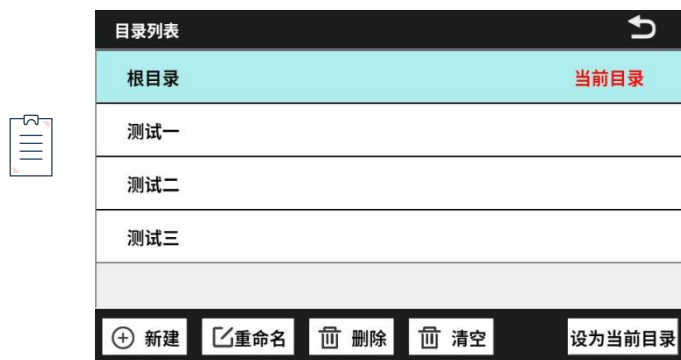 目录列表
根目录 当前目录
测试一
测试二
测试三
新建 重命名 删除 清空 设为当前目录